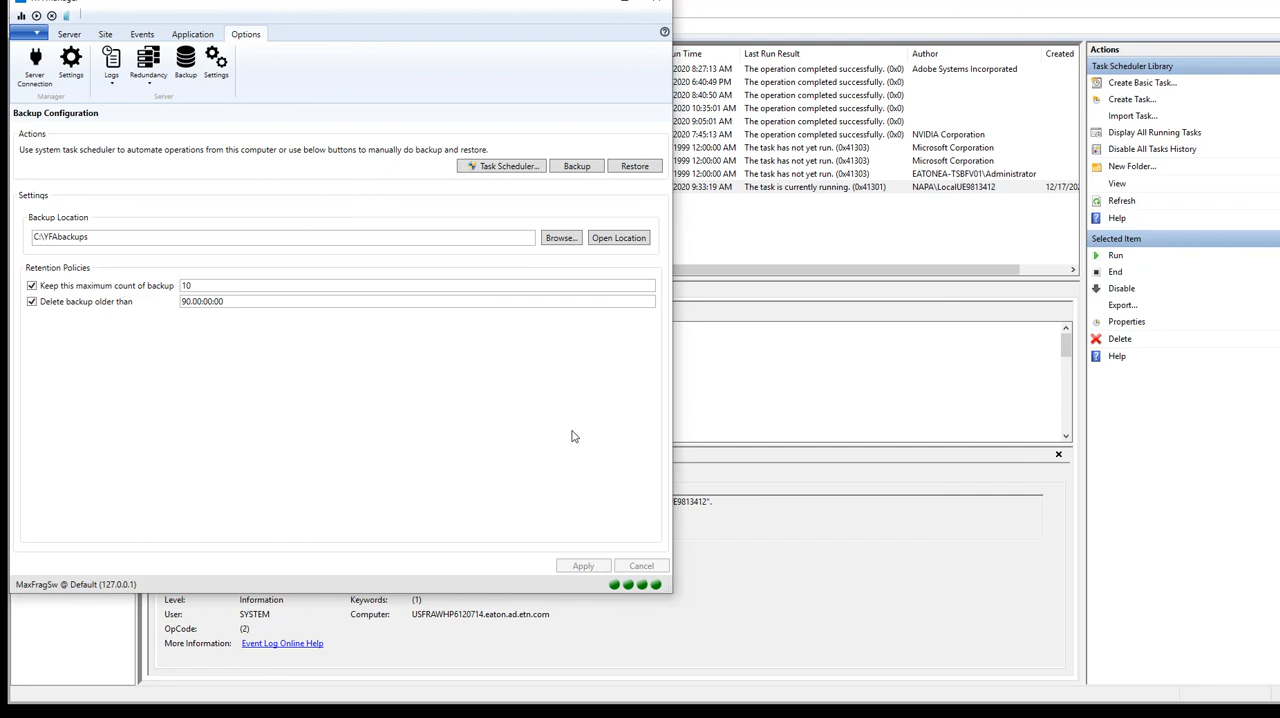 Server Site Events Application Options
Server Connection Settings Logs Redundancy Backup Settings
Manager Server
Backup Configuration
Actions
Use system task scheduler to automate operations from this computer or use below buttons to manually do backup and restore.
Task Scheduler... Backup Restore
Settings
Backup Location
C:\YFAbackups Browse... Open Location
Retention Policies
Keep this maximum count of backup 10
Delete backup older than 90.00:00:00
Apply Cancel
MaxFragSw @ Default (127.0.0.1)
un Time Last Run Result Author Created
2020 8:27:13 AM The operation completed successfully. (0x0) Adobe Systems Incorporated
2020 6:40:49 PM The operation completed successfully. (0x0)
2020 8:40:50 AM The operation completed successfully. (0x0)
2020 10:35:01 AM The operation completed successfully. (0x0)
2020 9:05:01 AM The operation completed successfully. (0x0)
2020 7:45:13 AM The operation completed successfully. (0x0) NVIDIA Corporation
1999 12:00:00 AM The task has not yet run. (0x41303) Microsoft Corporation
1999 12:00:00 AM The task has not yet run. (0x41303) Microsoft Corporation
1999 12:00:00 AM The task has not yet run. (0x41303) EATONEA-TSBFV01\Administrator
2020 9:33:19 AM The task is currently running. (0x41301) NAPA\LocalUE9813412 12/17/202
E9813412".
Level: Information Keywords: (1)
User: SYSTEM Computer: USFRAWHP6120714.eaton.ad.etn.com
OpCode: (2)
More Information: Event Log Online Help
Actions
Task Scheduler Library
Create Basic Task...
Create Task...
Import Task...
Display All Running Tasks
Disable All Tasks History
New Folder...
View
Refresh
Help
Selected Item
Run
End
Disable
Export...
Properties
Delete
Help